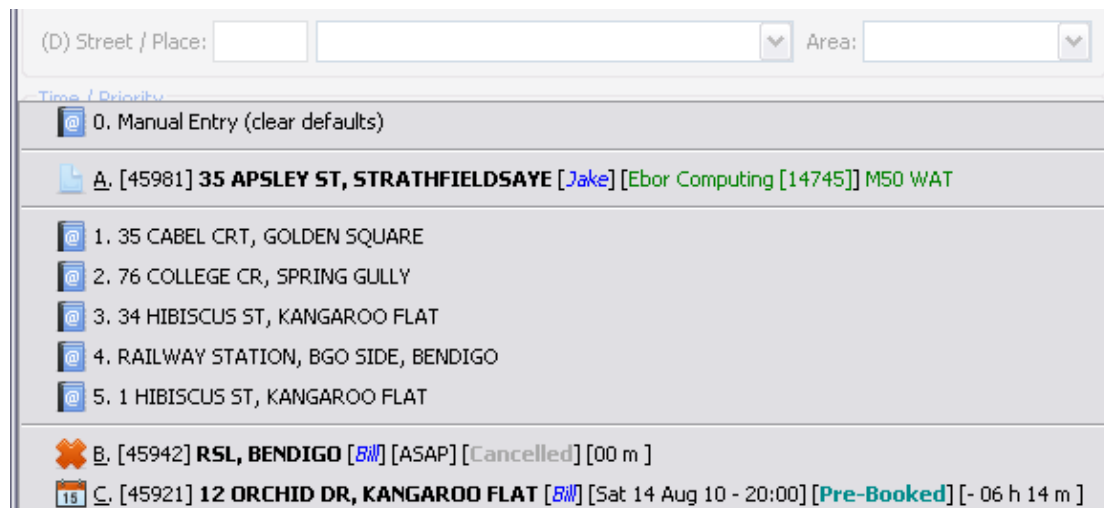 (D) Street / Place: Area:
Time / Priority
0. Manual Entry (clear defaults)
A. [45981] 35 APSLEY ST, STRATHFIELDSAYE [Jake] [Ebor Computing [14745]] M50 WAT
1. 35 CABEL CRT, GOLDEN SQUARE
2. 76 COLLEGE CR, SPRING GULLY
3. 34 HIBISCUS ST, KANGAROO FLAT
4. RAILWAY STATION, BGO SIDE, BENDIGO
5. 1 HIBISCUS ST, KANGAROO FLAT
B. [45942] RSL, BENDIGO [Bill] [ASAP] [Cancelled] [00 m ]
15 C. [45921] 12 ORCHID DR, KANGAROO FLAT [Bill] [Sat 14 Aug 10 - 20:00] [Pre-Booked] [- 06 h 14 m ]